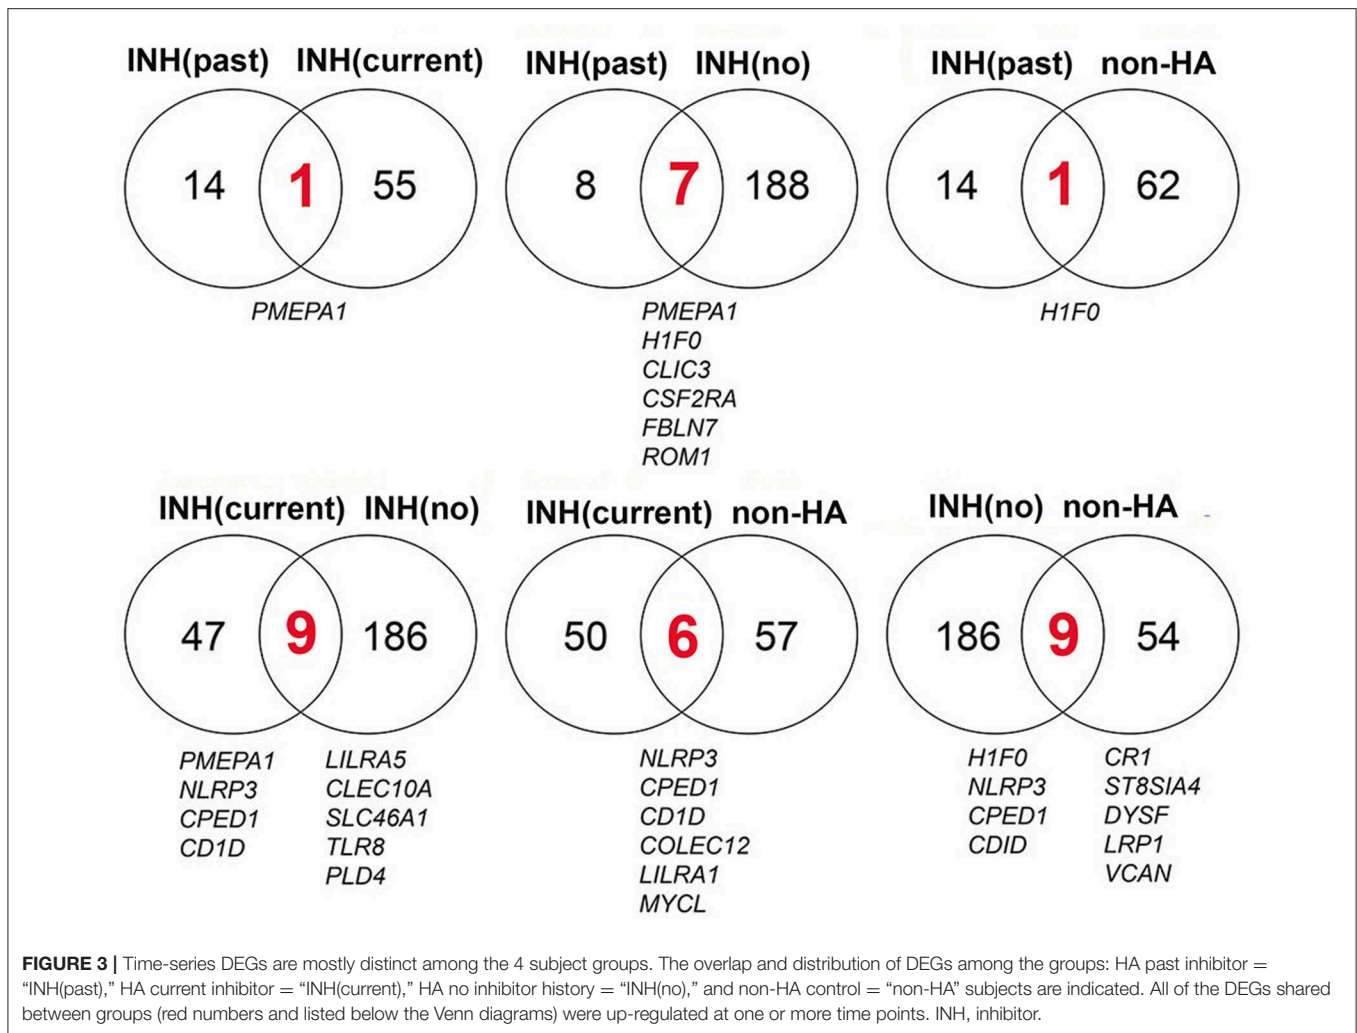 INH(past) INH(current)
14 1 55
PMEPA1
INH(past) INH(no)
8 7 188
PMEPA1
H1F0
CLIC3
CSF2RA
FBLN7
ROM1
INH(past) non-HA
14 1 62
H1F0
INH(current) INH(no)
47 9 186
PMEPA1 LILRA5
NLRP3 CLEC10A
CPED1 SLC46A1
CD1D TLR8
PLD4
INH(current) non-HA
50 6 57
NLRP3
CPED1
CD1D
COLEC12
LILRA1
MYCL
INH(no) non-HA
186 9 54
H1F0 CR1
NLRP3 ST8SIA4
CPED1 DYSF
CDID LRP1
VCAN
FIGURE 3 | Time-series DEGs are mostly distinct among the 4 subject groups. The overlap and distribution of DEGs among the groups: HA past inhibitor =
“INH(past),” HA current inhibitor = “INH(current),” HA no inhibitor history = “INH(no),” and non-HA control = “non-HA” subjects are indicated. All of the DEGs shared
between groups (red numbers and listed below the Venn diagrams) were up-regulated at one or more time points. INH, inhibitor.